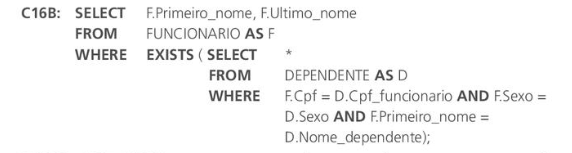 C16B: SELECT F.Primeiro_nome, F.Ultimo_nome
FROM FUNCIONARIO AS F
WHERE EXISTS ( SELECT *
FROM DEPENDENTE AS D
WHERE F.Cpf = D.Cpf_funcionario AND F.Sexo =
D.Sexo AND F.Primeiro_nome =
D.Nome_dependente);